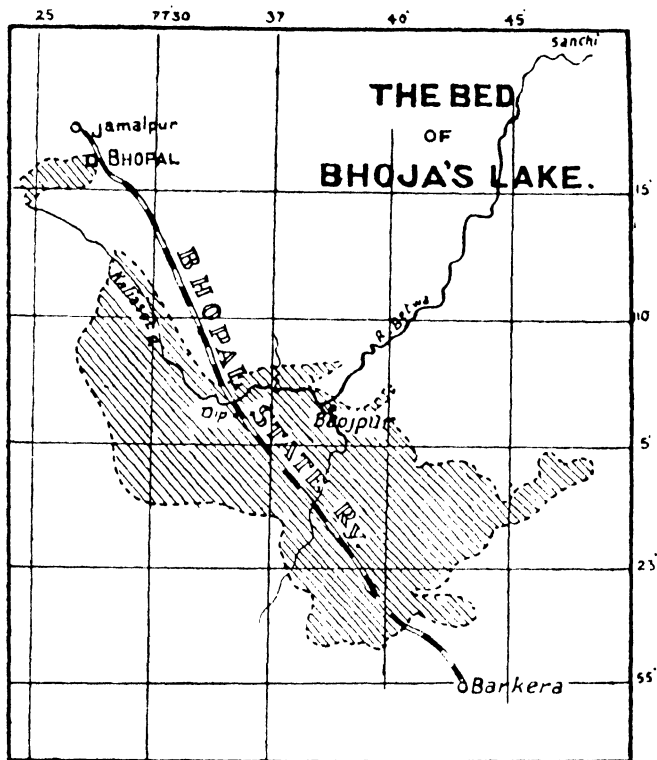 25 77°30 37 40' 45'
Sanchi
THE BED
OF
BHOJA'S LAKE.
Jamalpur
BHOPAL
15'
BHOPAL STATE RY.
Kaliasot R.
R. Betwa
10'
Dip
Bhojpur
5'
23°
55'
Barkera